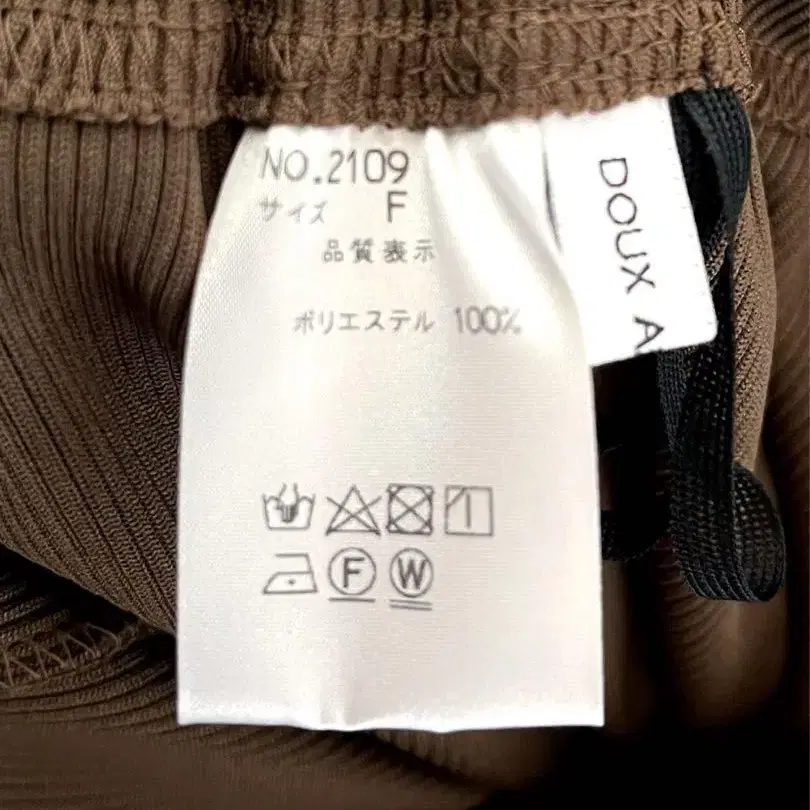 NO.2109
サイズ F
品質表示
ポリエステル 100%
F W
DOUX A